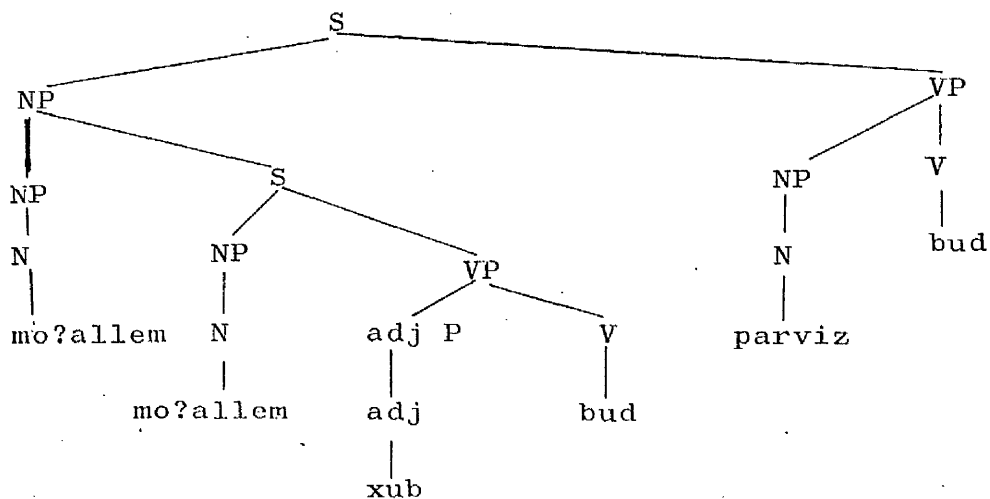 S
NP VP
NP S NP V
N NP VP N bud
mo?allem N adj P V parviz
mo?allem adj bud
xub